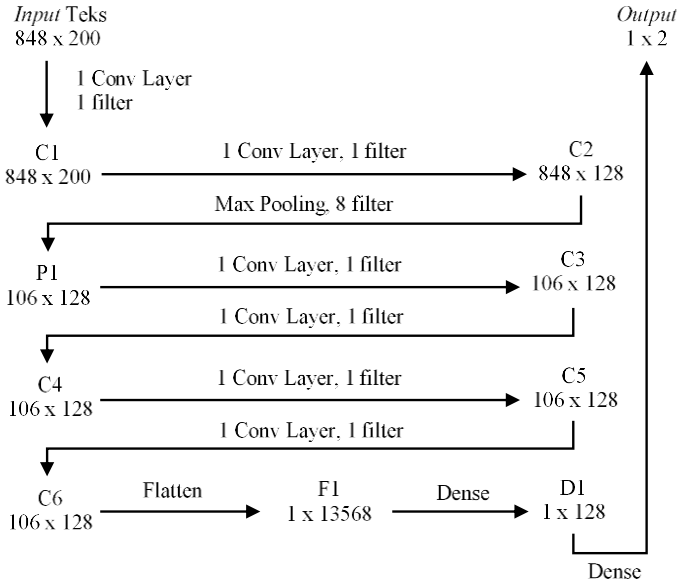 Input Teks
848 x 200
Output
1 x 2
1 Conv Layer
1 filter
C1
848 x 200
1 Conv Layer, 1 filter
C2
848 x 128
Max Pooling, 8 filter
P1
106 x 128
1 Conv Layer, 1 filter
C3
106 x 128
1 Conv Layer, 1 filter
C4
106 x 128
1 Conv Layer, 1 filter
C5
106 x 128
1 Conv Layer, 1 filter
C6
106 x 128
Flatten
F1
1 x 13568
Dense
D1
1 x 128
Dense